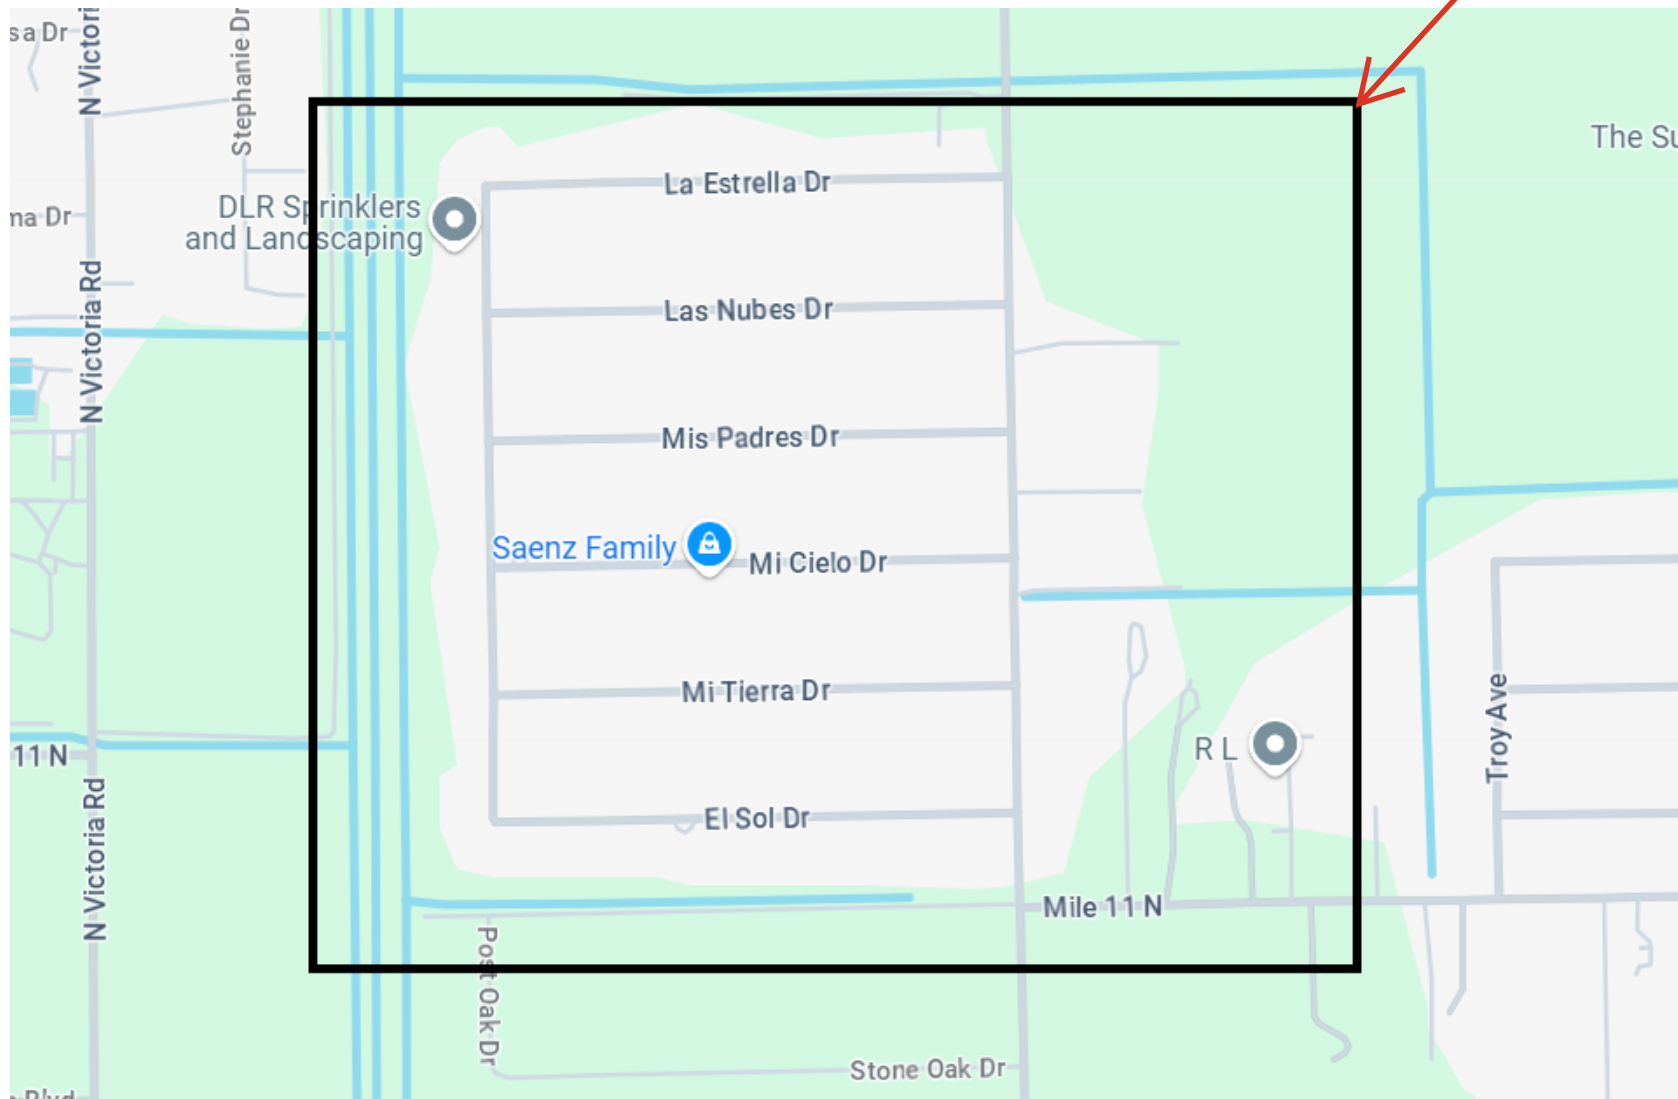 sa Dr
N Victori
Stephanie Dr
The Su
La Estrella Dr
DLR Sprinklers
and Landscaping
ma Dr
N Victoria Rd
Las Nubes Dr
Mis Padres Dr
Saenz Family
Mi Cielo Dr
Mi Tierra Dr
Troy Ave
R L
11 N
N Victoria Rd
El Sol Dr
Mile 11 N
Post Oak Dr
Stone Oak Dr
Blvd